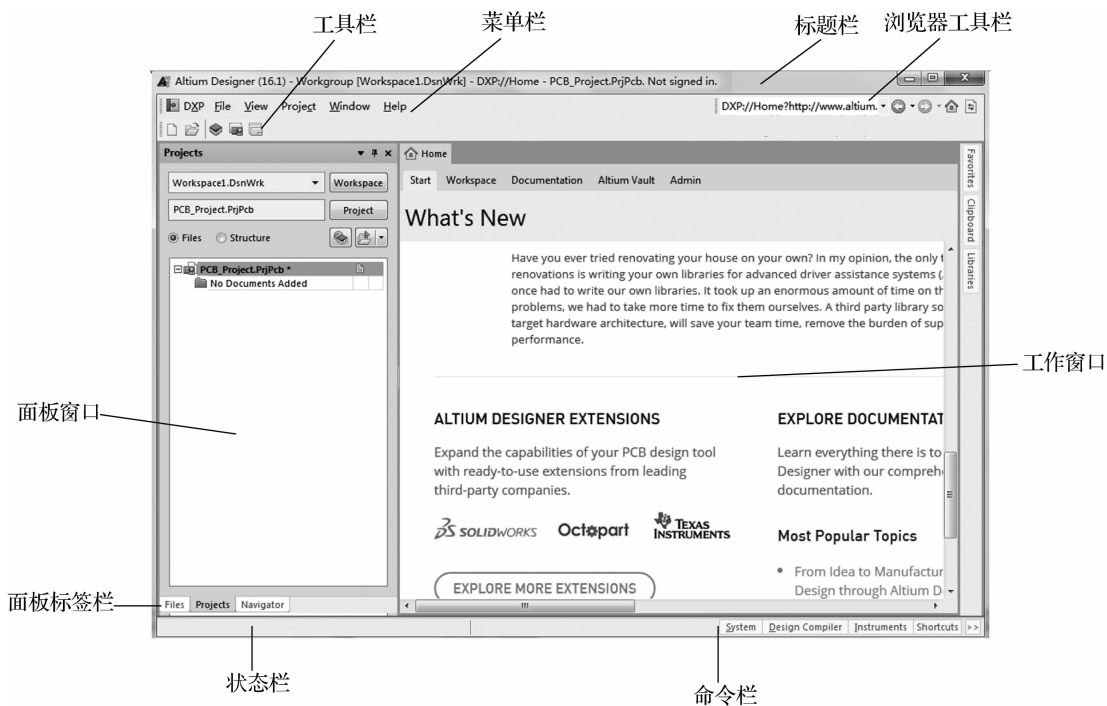 工具栏
菜单栏
标题栏
浏览器工具栏
Altium Designer (16.1) - Workgroup [Workspace1.DsnWrk] - DXP://Home - PCB_Project.PrjPcb. Not signed in.
DXP File View Project Window Help
DXP://Home?http://www.altium.
Projects
Home
Favorites
Clipboard
Libraries
Workspace1.DsnWrk
Workspace
Start Workspace Documentation Altium Vault Admin
PCB_Project.PrjPcb
Project
What's New
Files Structure
PCB_Project.PrjPcb *
No Documents Added
Have you ever tried renovating your house on your own? In my opinion, the only t
renovations is writing your own libraries for advanced driver assistance systems (
once had to write our own libraries. It took up an enormous amount of time on th
problems, we had to take more time to fix them ourselves. A third party library so
target hardware architecture, will save your team time, remove the burden of sup
performance.
工作窗口
面板窗口
ALTIUM DESIGNER EXTENSIONS
Expand the capabilities of your PCB design tool
with ready-to-use extensions from leading
third-party companies.
SOLIDWORKS
Octopart
TEXAS
INSTRUMENTS
EXPLORE MORE EXTENSIONS
EXPLORE DOCUMENTAT
Learn everything there is to
Designer with our compreh
documentation.
Most Popular Topics
• From Idea to Manufactur
Design through Altium D
面板标签栏
Files Projects Navigator
System Design Compiler Instruments Shortcuts >>
状态栏
命令栏